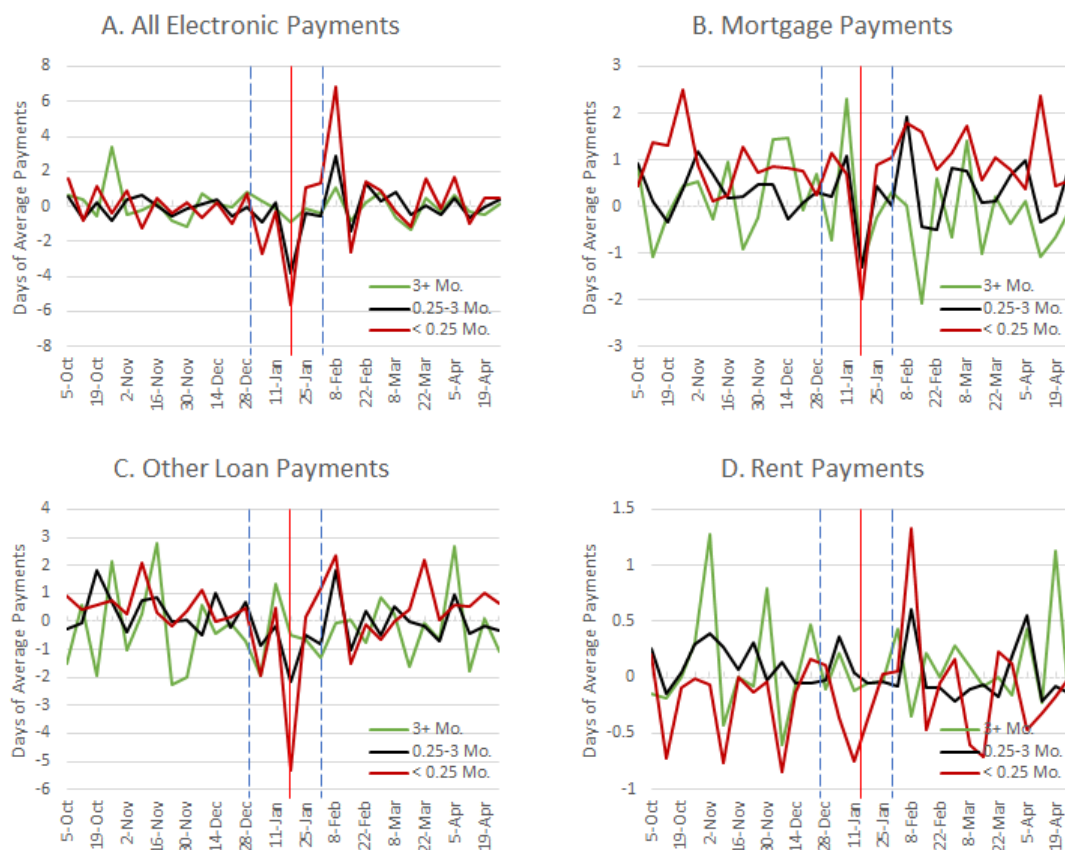 A. All Electronic Payments
Days of Average Payments
8
6
4
2
0
-2
-4
-6
-8
3+ Mo.
0.25-3 Mo.
< 0.25 Mo.
5-Oct
19-Oct
2-Nov
16-Nov
30-Nov
14-Dec
28-Dec
11-Jan
25-Jan
8-Feb
22-Feb
8-Mar
22-Mar
5-Apr
19-Apr
B. Mortgage Payments
Days of Average Payments
3
2
1
0
-1
-2
-3
3+ Mo.
0.25-3 Mo.
< 0.25 Mo.
5-Oct
19-Oct
2-Nov
16-Nov
30-Nov
14-Dec
28-Dec
11-Jan
25-Jan
8-Feb
22-Feb
8-Mar
22-Mar
5-Apr
19-Apr
C. Other Loan Payments
Days of Average Payments
4
3
2
1
0
-1
-2
-3
-4
-5
-6
3+ Mo.
0.25-3 Mo.
< 0.25 Mo.
5-Oct
19-Oct
2-Nov
16-Nov
30-Nov
14-Dec
28-Dec
11-Jan
25-Jan
8-Feb
22-Feb
8-Mar
22-Mar
5-Apr
19-Apr
D. Rent Payments
Days of Average Payments
1.5
1
0.5
0
-0.5
-1
3+ Mo.
0.25-3 Mo.
< 0.25 Mo.
5-Oct
19-Oct
2-Nov
16-Nov
30-Nov
14-Dec
28-Dec
11-Jan
25-Jan
8-Feb
22-Feb
8-Mar
22-Mar
5-Apr
19-Apr